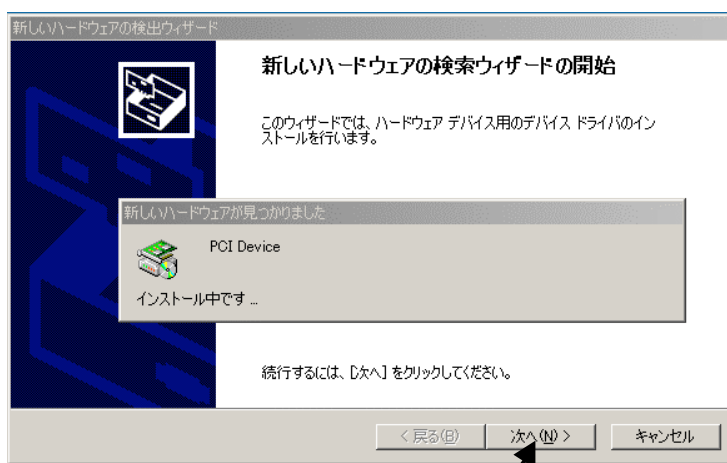 新しいハードウェアの検出ウィザード
新しいハードウェアの検索ウィザードの開始
このウィザードでは、ハードウェア デバイス用のデバイス ドライバのイン
ストールを行います。
新しいハードウェアが見つかりました
PCI Device
インストール中です ...
続行するには、[次へ] をクリックしてください。
< 戻る(B)
次へ(N) >
キャンセル